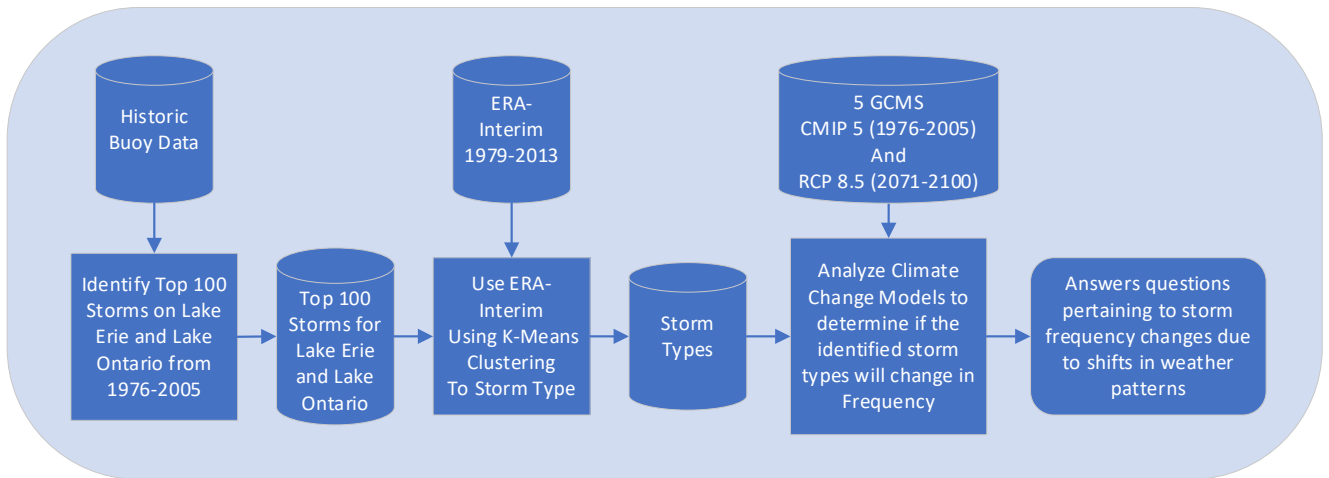 Historic
Buoy Data
ERA-
Interim
1979-2013
5 GCMS
CMIP 5 (1976-2005)
And
RCP 8.5 (2071-2100)
Identify Top 100
Storms on Lake
Erie and Lake
Ontario from
1976-2005
Top 100
Storms for
Lake Erie
and Lake
Ontario
Use ERA-
Interim
Using K-Means
Clustering
To Storm Type
Storm
Types
Analyze Climate
Change Models to
determine if the
identified storm
types will change in
Frequency
Answers questions
pertaining to storm
frequency changes due
to shifts in weather
patterns